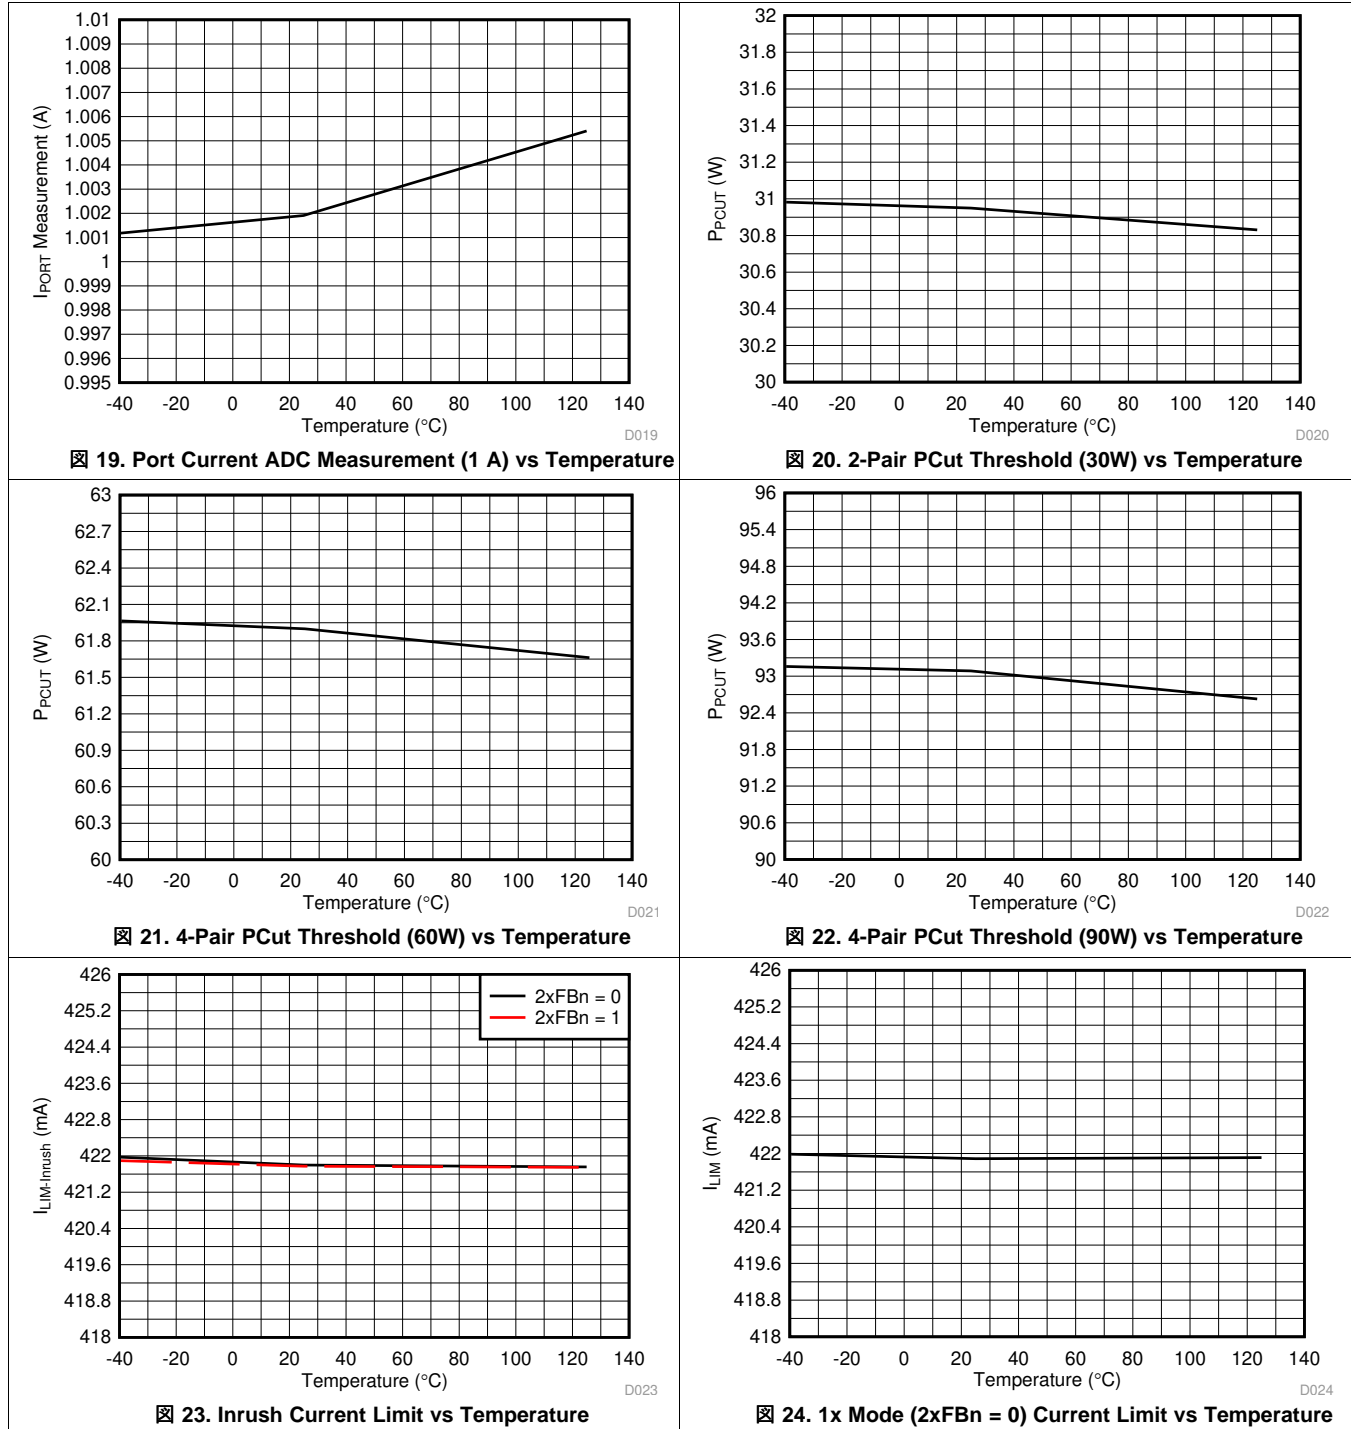 1.01
1.009
1.008
1.007
1.006
1.005
1.004
1.003
1.002
1.001
1
0.999
0.998
0.997
0.996
0.995
IPORT Measurement (A)
-40 -20 0 20 40 60 80 100 120 140
Temperature (°C)
D019
図 19. Port Current ADC Measurement (1 A) vs Temperature
32
31.8
31.6
31.4
31.2
31
30.8
30.6
30.4
30.2
30
PPCUT (W)
-40 -20 0 20 40 60 80 100 120 140
Temperature (°C)
D020
図 20. 2-Pair PCut Threshold (30W) vs Temperature
63
62.7
62.4
62.1
61.8
61.5
61.2
60.9
60.6
60.3
60
PPCUT (W)
-40 -20 0 20 40 60 80 100 120 140
Temperature (°C)
D021
図 21. 4-Pair PCut Threshold (60W) vs Temperature
96
95.4
94.8
94.2
93.6
93
92.4
91.8
91.2
90.6
90
PPCUT (W)
-40 -20 0 20 40 60 80 100 120 140
Temperature (°C)
D022
図 22. 4-Pair PCut Threshold (90W) vs Temperature
426
425.2
424.4
423.6
422.8
422
421.2
420.4
419.6
418.8
418
ILIM-Inrush (mA)
2xFBn = 0
2xFBn = 1
-40 -20 0 20 40 60 80 100 120 140
Temperature (°C)
D023
図 23. Inrush Current Limit vs Temperature
426
425.2
424.4
423.6
422.8
422
421.2
420.4
419.6
418.8
418
ILIM (mA)
-40 -20 0 20 40 60 80 100 120 140
Temperature (°C)
D024
図 24. 1x Mode (2xFBn = 0) Current Limit vs Temperature